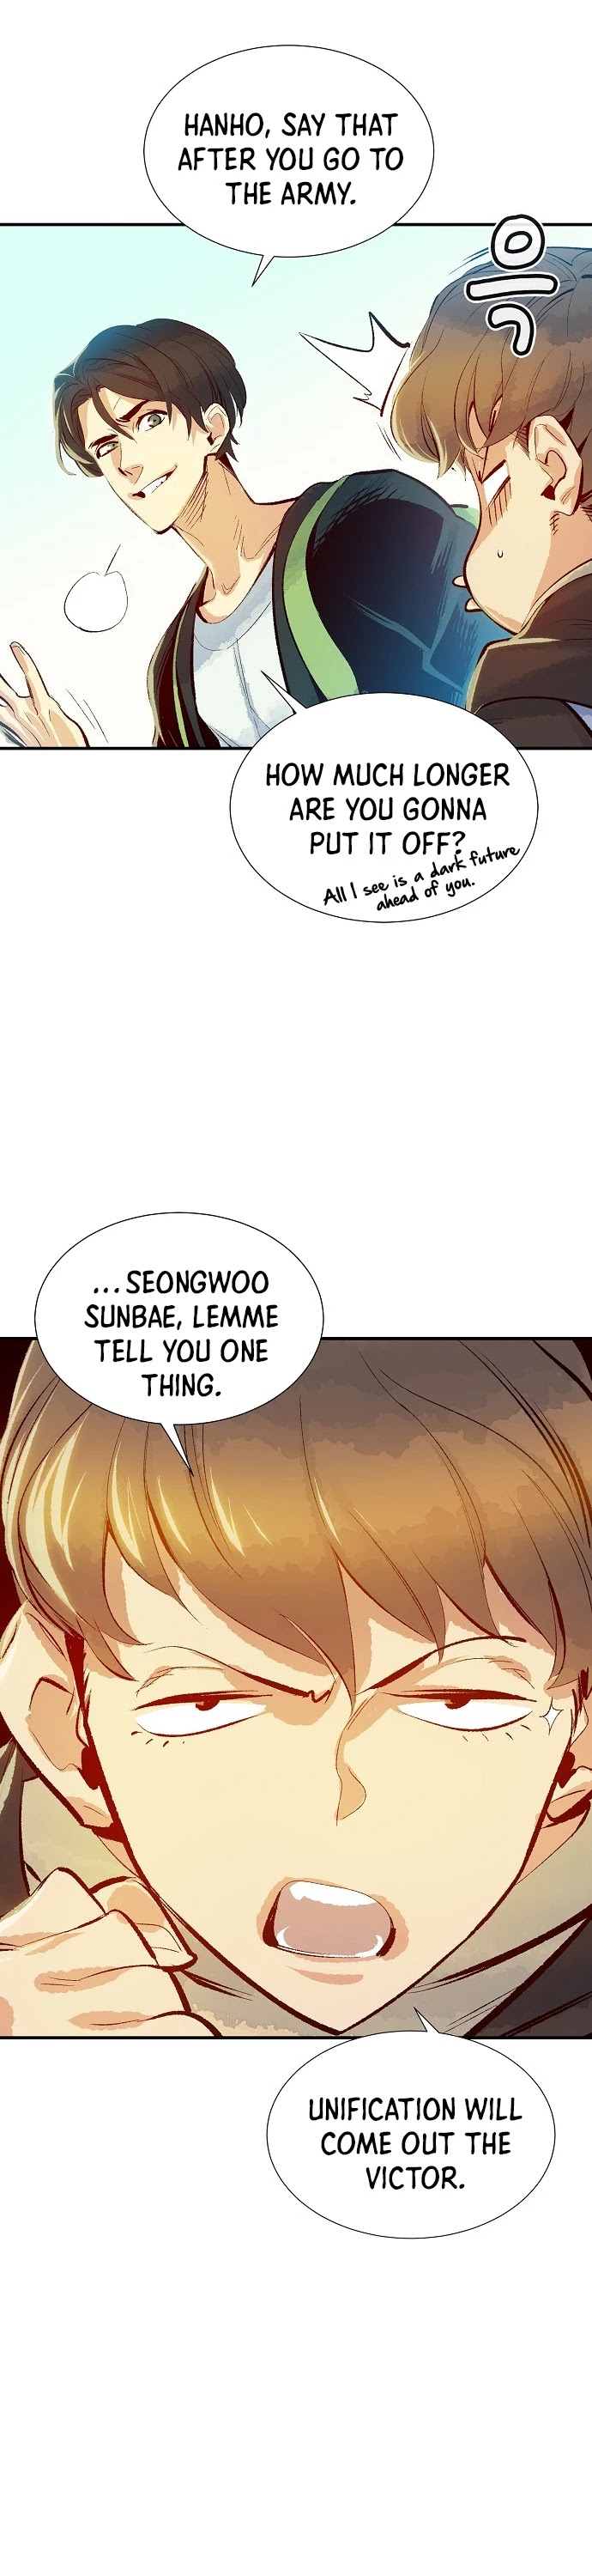 HANHO, SAY THAT
AFTER YOU GO TO
THE ARMY.
윽
HOW MUCH LONGER
ARE YOU GONNA
PUT IT OFF?
All I see is a dark future
ahead of you.
...SEONGWOO
SUNBAE, LEMME
TELL YOU ONE
THING.
UNIFICATION WILL
COME OUT THE
VICTOR.